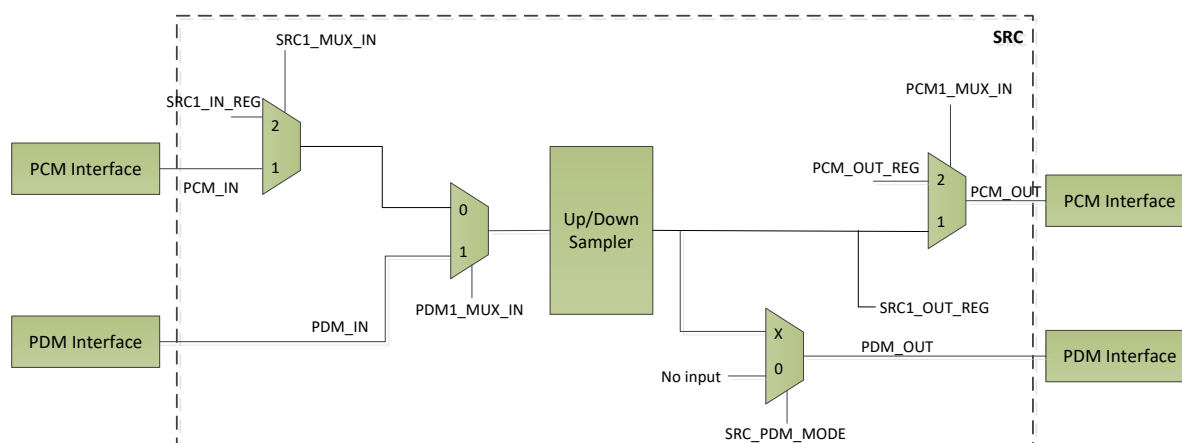 SRC
SRC1_MUX_IN
PCM1_MUX_IN
SRC1_IN_REG
2
1
PCM Interface
PCM_IN
PCM_OUT_REG
2
1
PCM_OUT
PCM Interface
0
1
PDM1_MUX_IN
Up/Down
Sampler
SRC1_OUT_REG
PDM Interface
PDM_IN
X
0
No input
PDM_OUT
PDM Interface
SRC_PDM_MODE